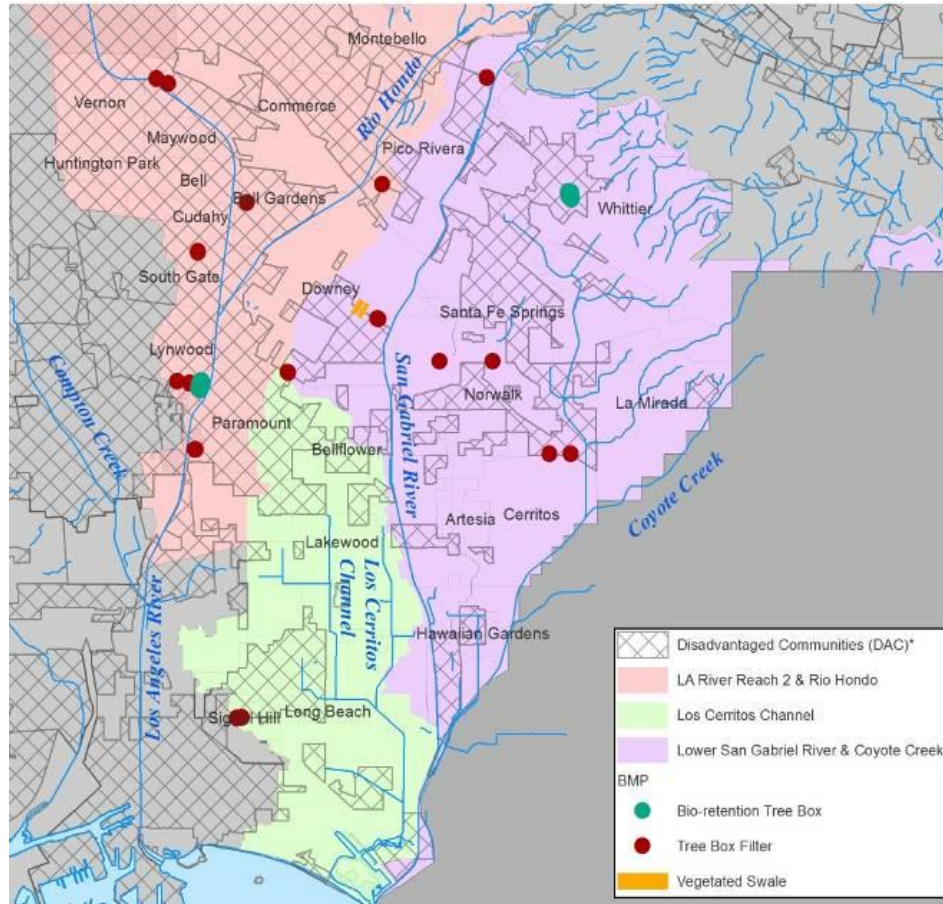 Montebello
Vernon
Commerce
Rio Hondo
Maywood
Pico Rivera
Huntington Park
Bell
Bell Gardens
Cudahy
Whittier
South Gate
Downey
Santa Fe Springs
Lynwood
Compton Creek
San Gabriel River
Norwalk
La Mirada
Paramount
Bellflower
Coyote Creek
Artesia
Cerritos
Lakewood
Los Cerritos
Channel
Los Angeles River
Hawaiian Gardens
Signal Hill
Long Beach
Disadvantaged Communities (DAC)*
LA River Reach 2 & Rio Hondo
Los Cerritos Channel
Lower San Gabriel River & Coyote Creek
BMP
Bio-retention Tree Box
Tree Box Filter
Vegetated Swale